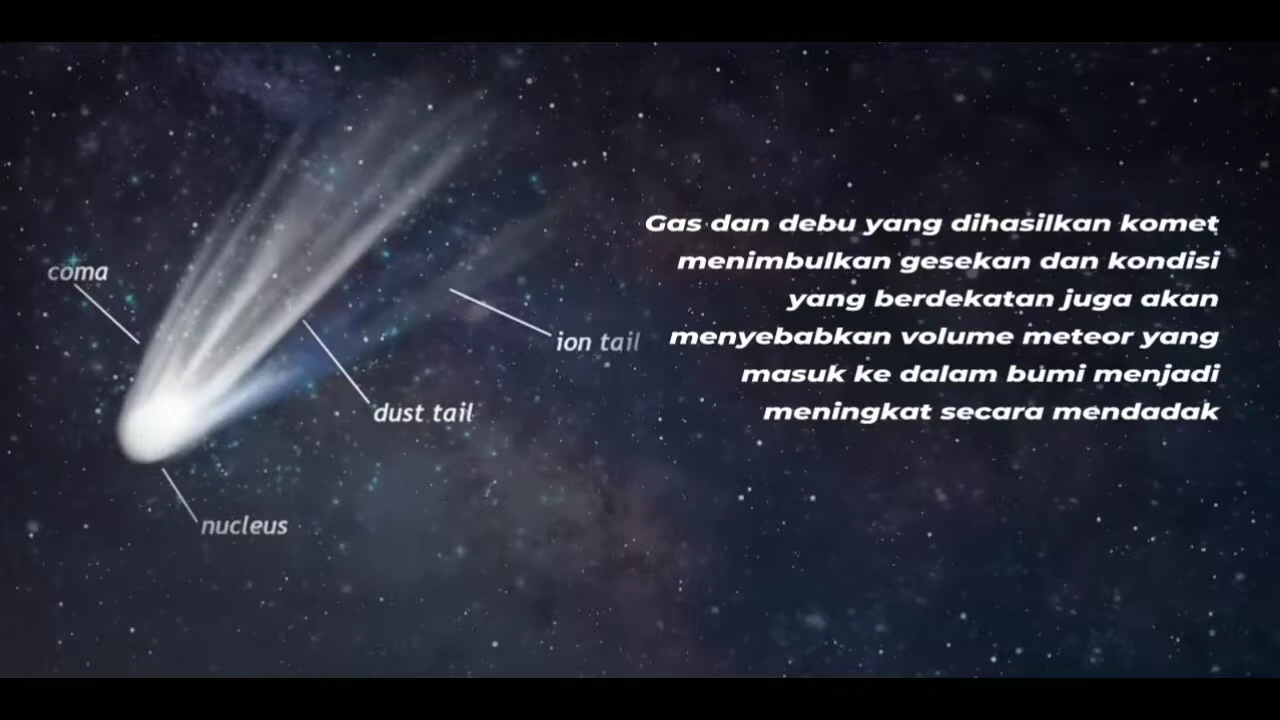 coma
ion tail
dust tail
nucleus
Gas dan debu yang dihasilkan komet
menimbulkan gesekan dan kondisi
yang berdekatan juga akan
menyebabkan volume meteor yang
masuk ke dalam bumi menjadi
meningkat secara mendadak